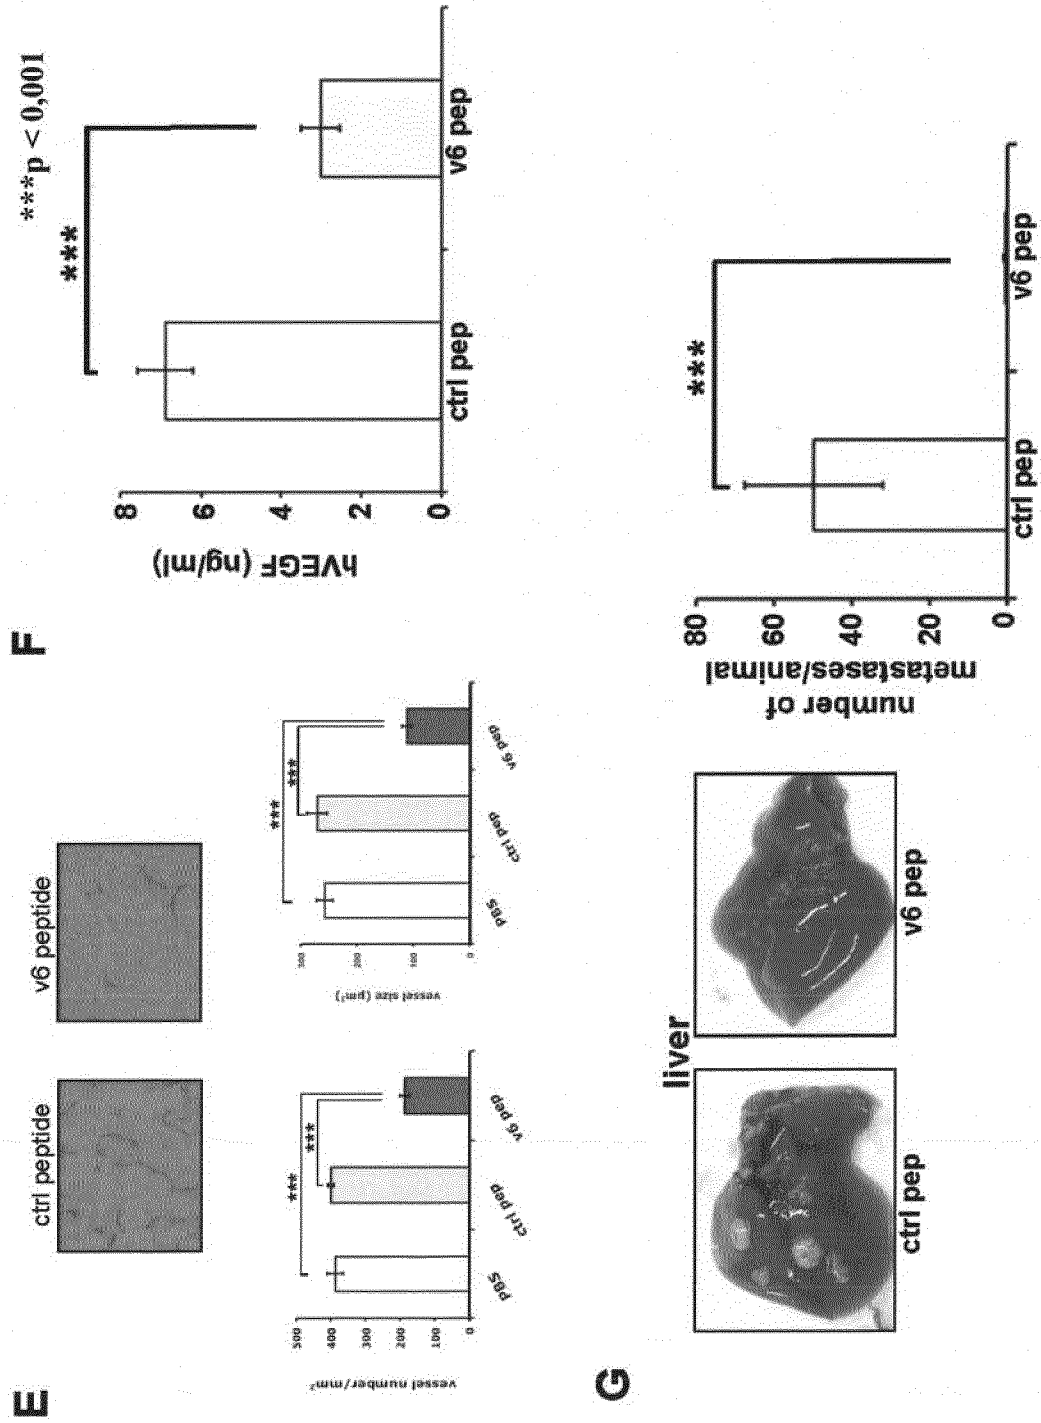 E
ctrl peptide
v6 peptide
vessel number/mm²
500
400
300
200
100
0
***
***
PBS
ctrl pep
v6 pep
vessel size (µm²)
300
200
100
0
***
***
PBS
ctrl pep
v6 pep
F
***p < 0,001
hVEGF (ng/ml)
8
6
4
2
0
***
ctrl pep
v6 pep
G
liver
ctrl pep
v6 pep
number of
metastases/animal
80
60
40
20
0
***
ctrl pep
v6 pep